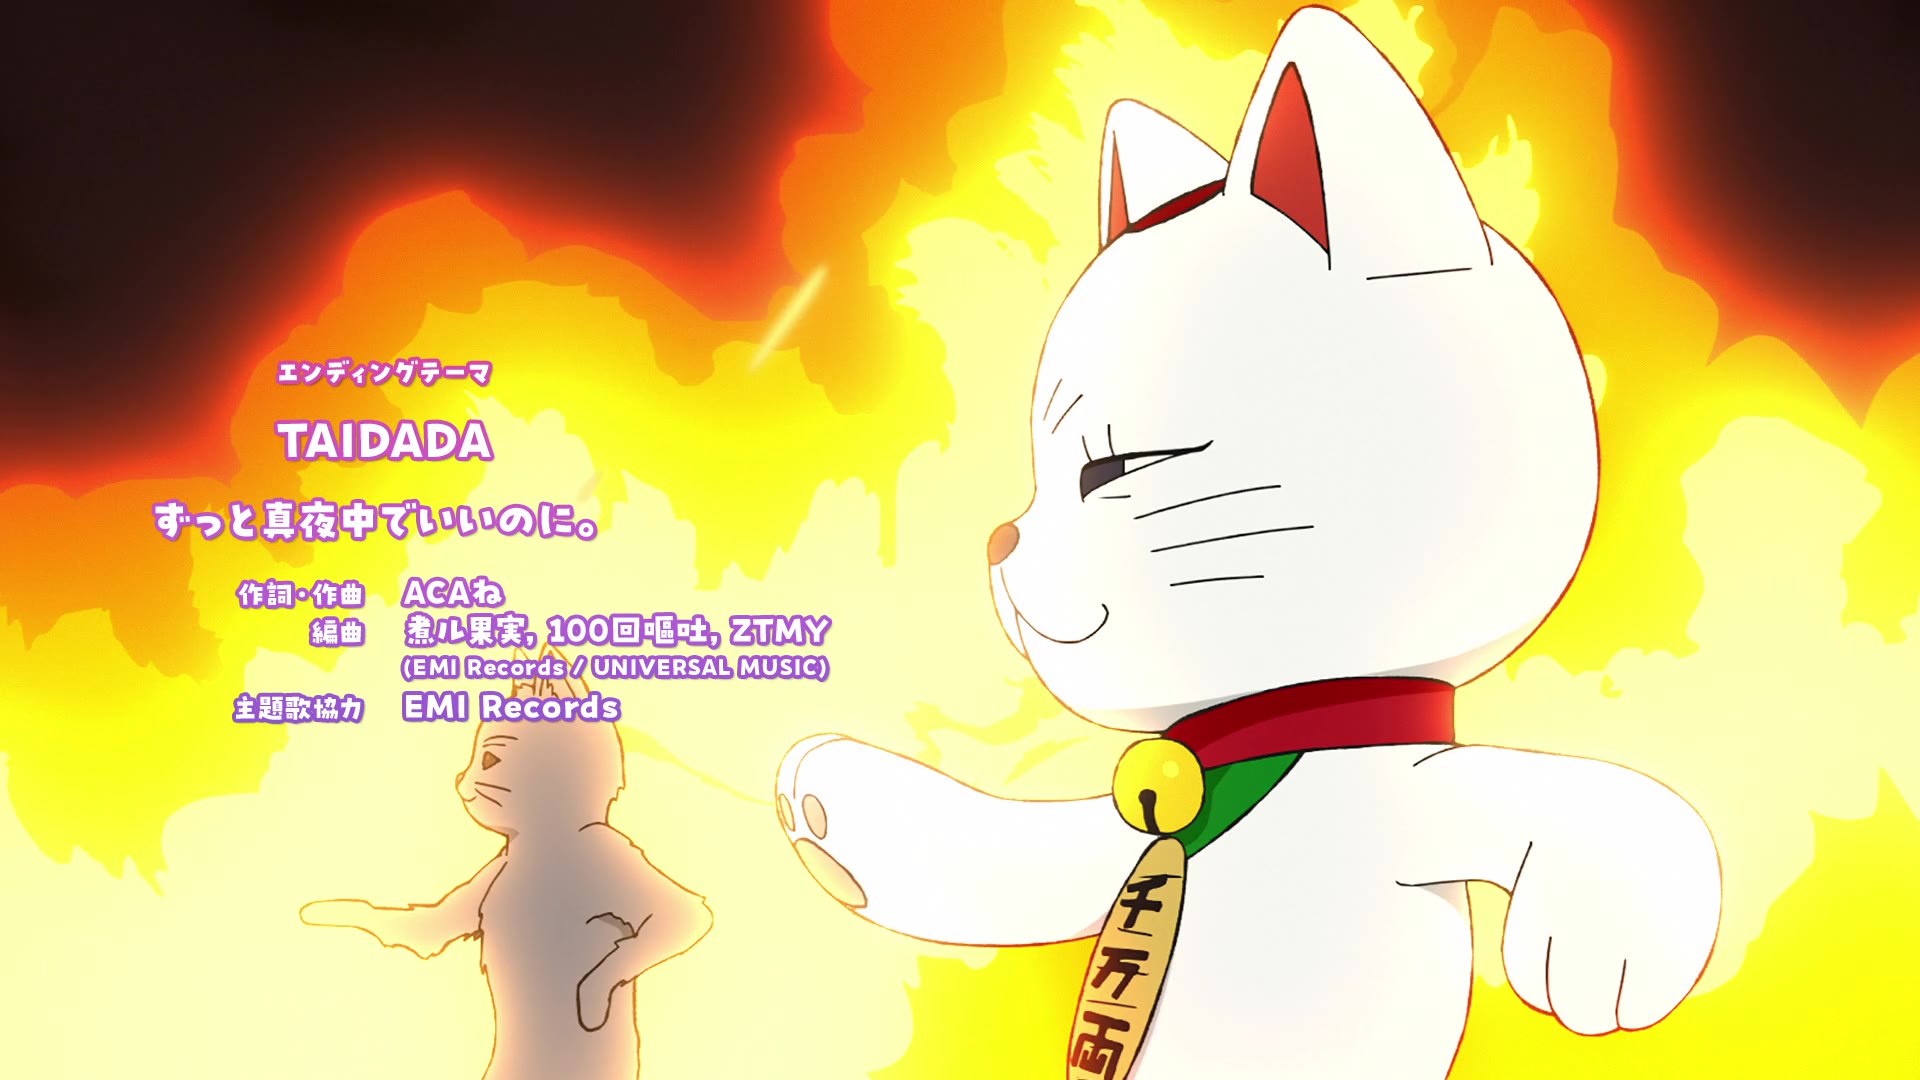 エンディングテーマ
TAIDADA
ずっと真夜中でいいのに。
作詞・作曲 ACAね
編曲 煮ル果実, 100回嘔吐, ZTMY
(EMI Records / UNIVERSAL MUSIC)
主題歌協力 EMI Records
千万両